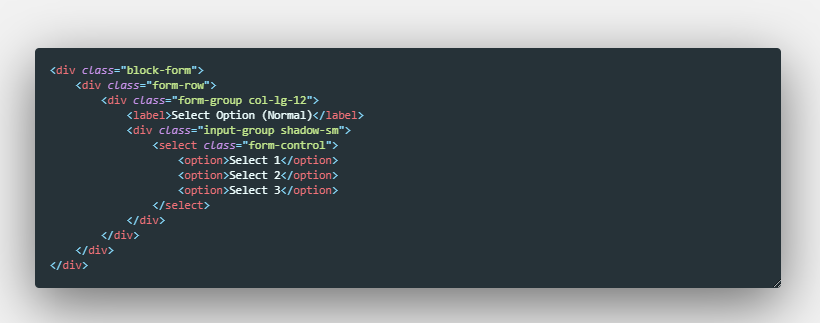 <div class="block-form">
    <div class="form-row">
        <div class="form-group col-lg-12">
            <label>Select Option (Normal)</label>
            <div class="input-group shadow-sm">
                <select class="form-control">
                    <option>Select 1</option>
                    <option>Select 2</option>
                    <option>Select 3</option>
                </select>
            </div>
        </div>
    </div>
</div>